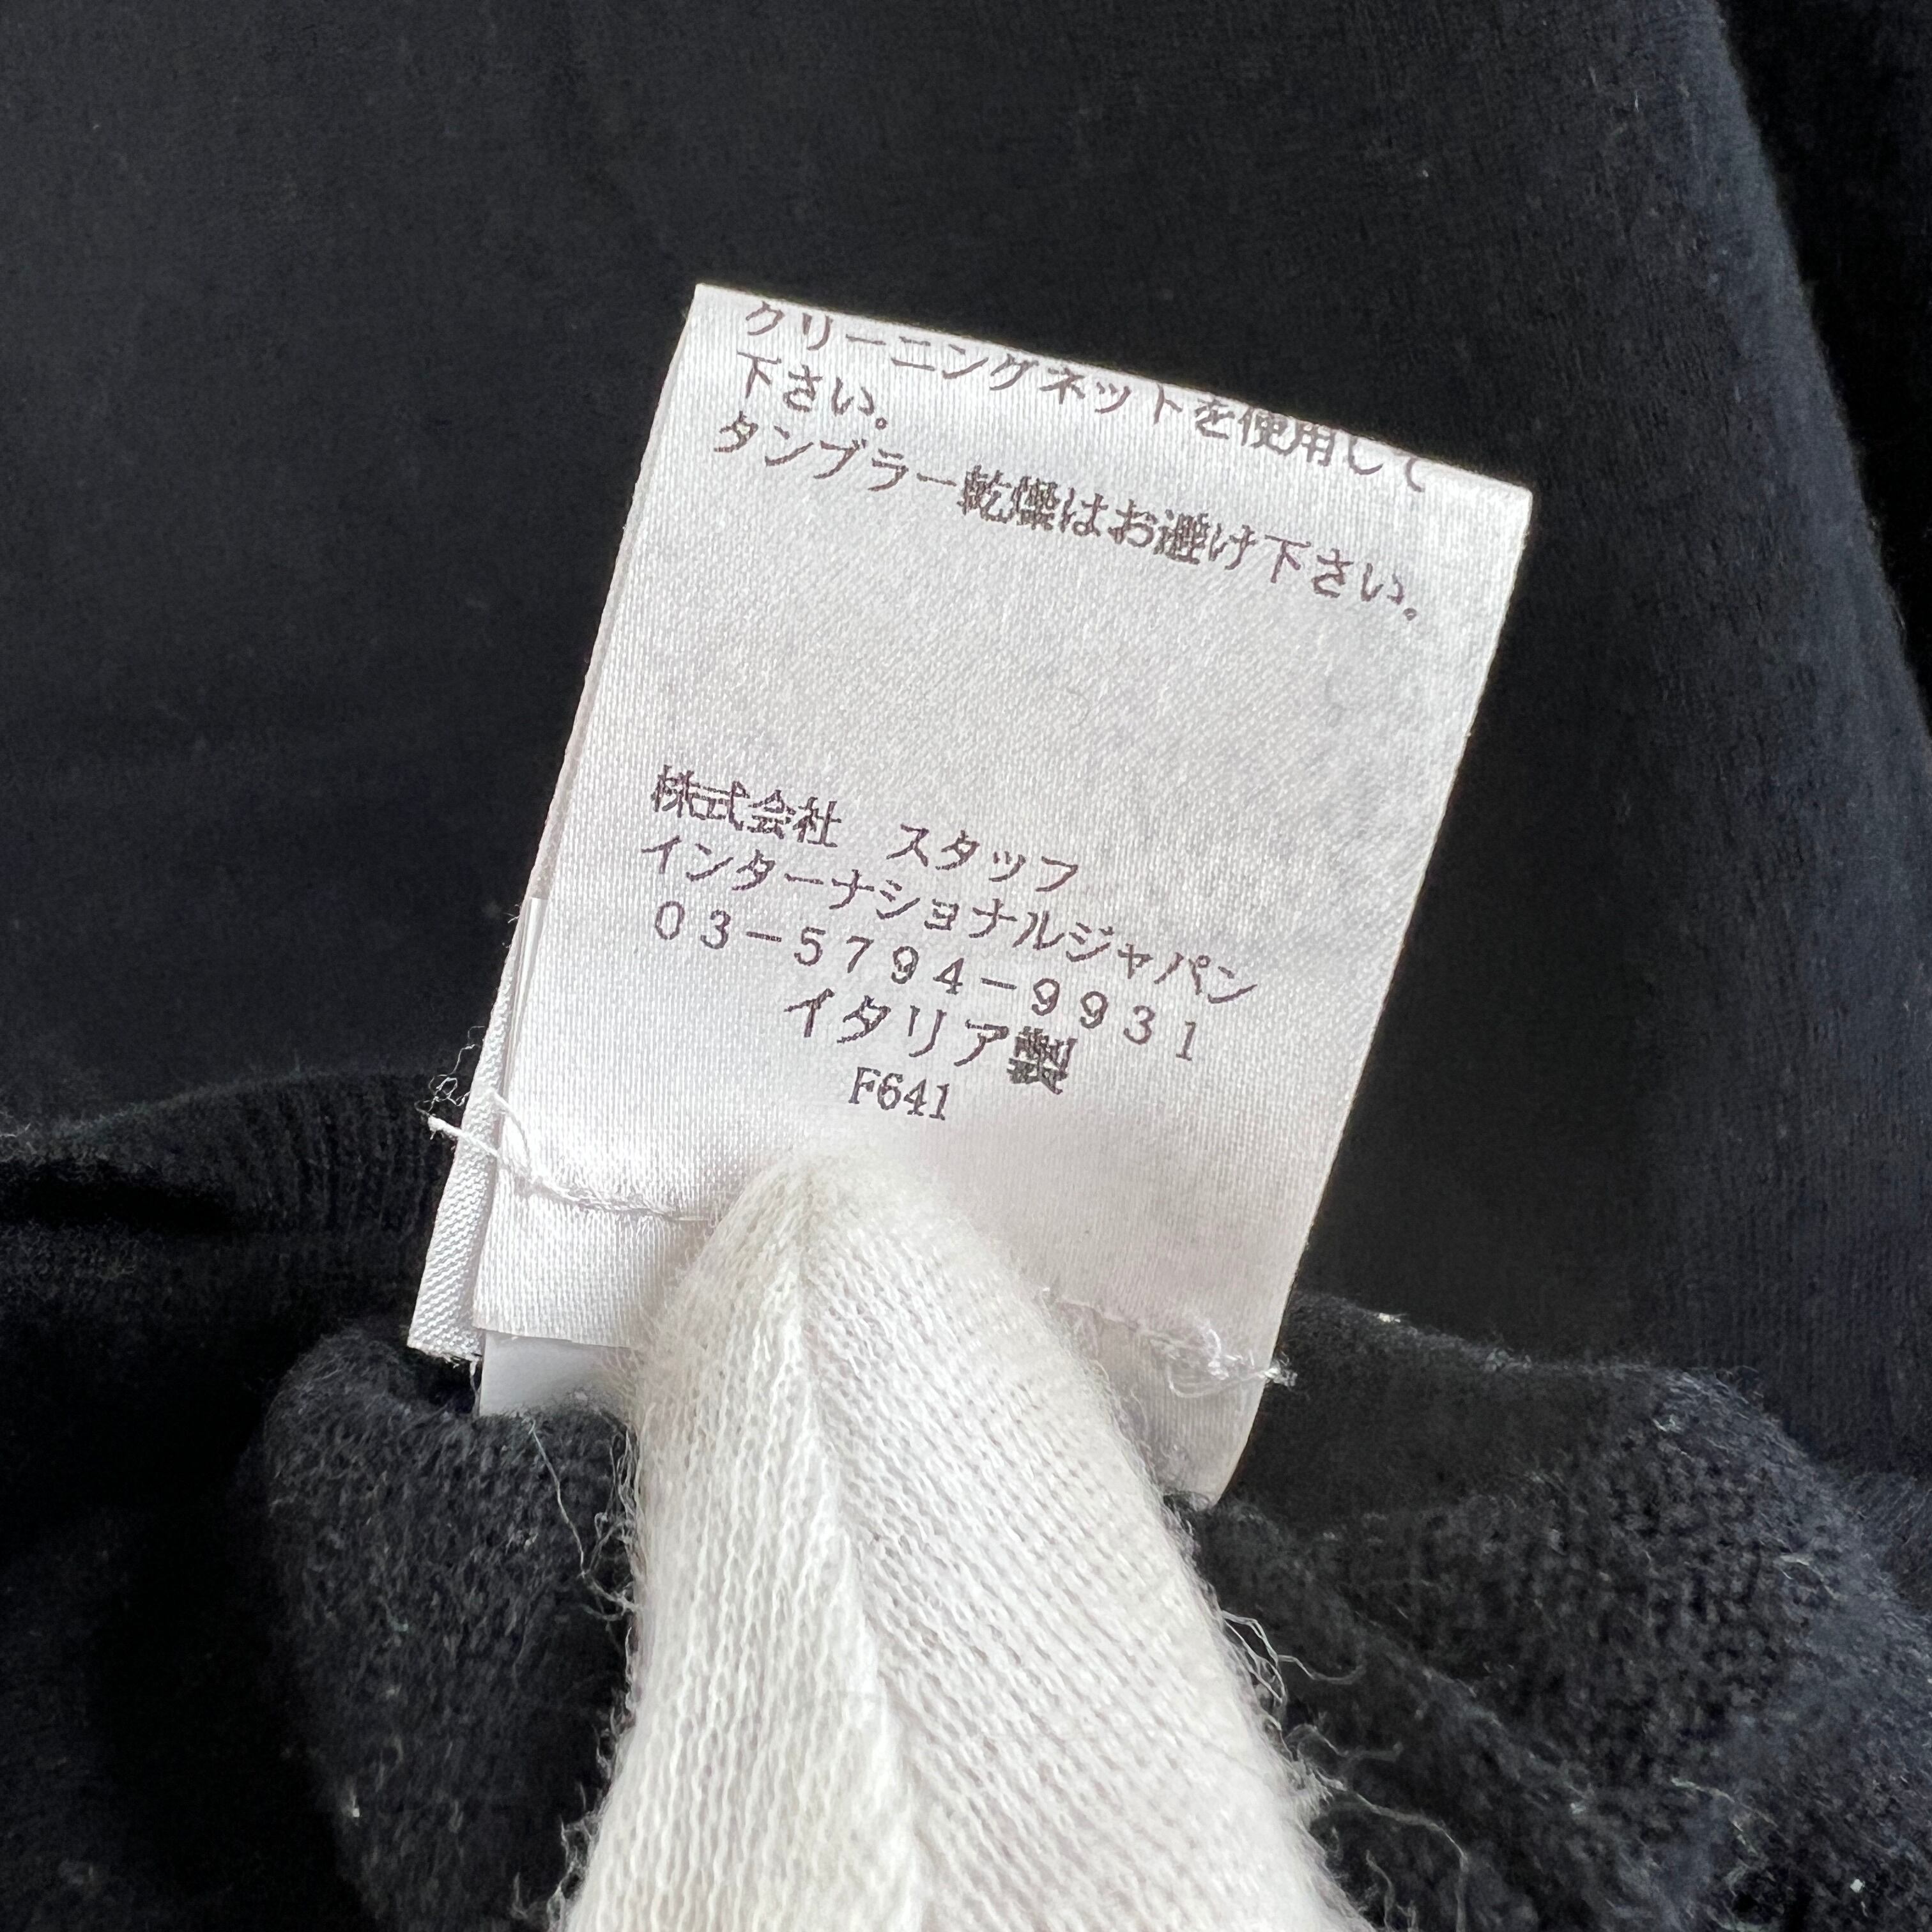 クリーニングネットを使用して
下さい。
タンブラー乾燥はお避け下さい。
株式会社　スタッフ
インターナショナルジャパン
０３－５７９４－９９３１
イタリア製
F641